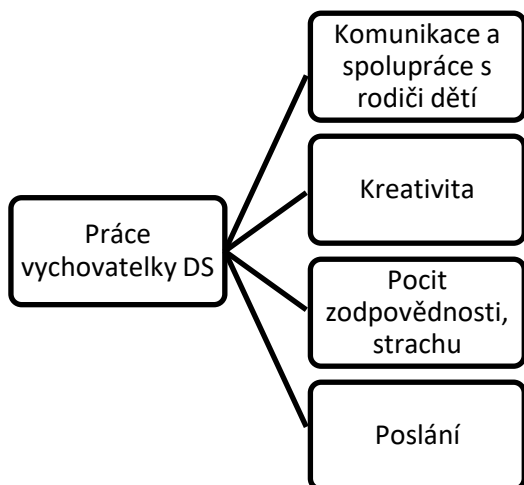 Komunikace a
spolupráce s
rodiči dětí
Kreativita
Práce
vychovatelky DS
Pocit
zodpovědnosti,
strachu
Poslání